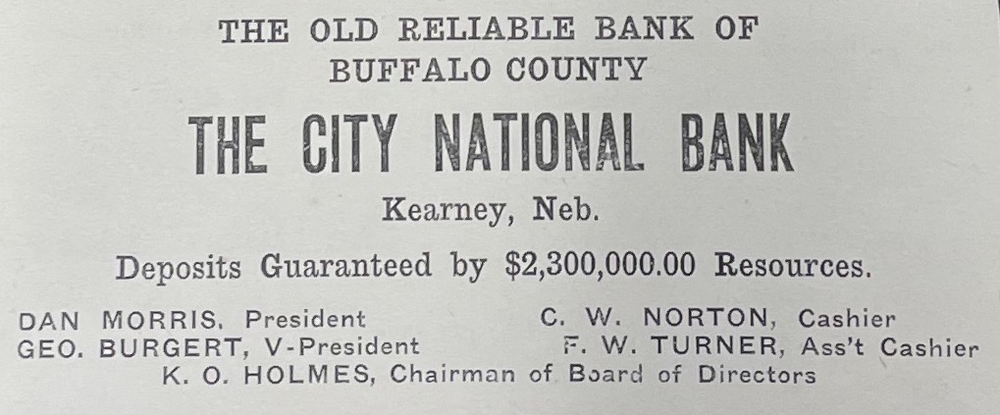 THE OLD RELIABLE BANK OF
BUFFALO COUNTY
THE CITY NATIONAL BANK
Kearney, Neb.
Deposits Guaranteed by $2,300,000.00 Resources.
DAN MORRIS, President C. W. NORTON, Cashier
GEO. BURGERT, V-President F. W. TURNER, Ass't Cashier
K. O. HOLMES, Chairman of Board of Directors